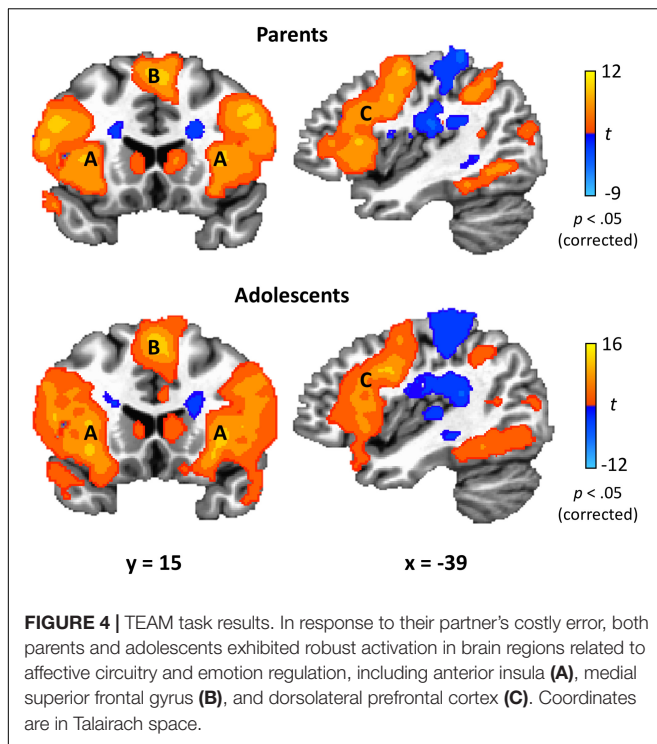 Parents
B
A
A
C
12
t
-9
p < .05
(corrected)
Adolescents
B
A
A
C
16
t
-12
p < .05
(corrected)
y = 15
x = -39
FIGURE 4 | TEAM task results. In response to their partner's costly error, both
parents and adolescents exhibited robust activation in brain regions related to
affective circuitry and emotion regulation, including anterior insula (A), medial
superior frontal gyrus (B), and dorsolateral prefrontal cortex (C). Coordinates
are in Talairach space.